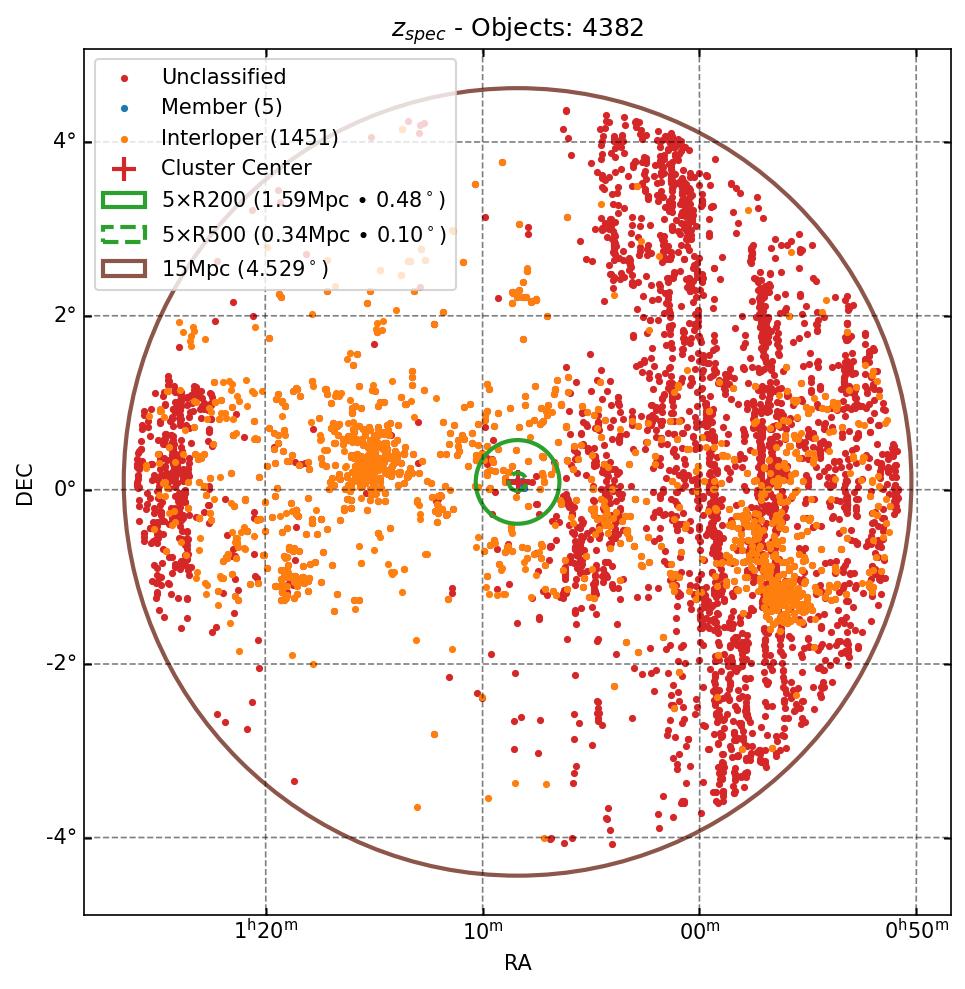 z_spec - Objects: 4382
Unclassified
Member (5)
Interloper (1451)
Cluster Center
5×R200 (1.59Mpc • 0.48°)
5×R500 (0.34Mpc • 0.10°)
15Mpc (4.529°)
4°
2°
0°
-2°
-4°
DEC
1h20m 10m 00m 0h50m
RA